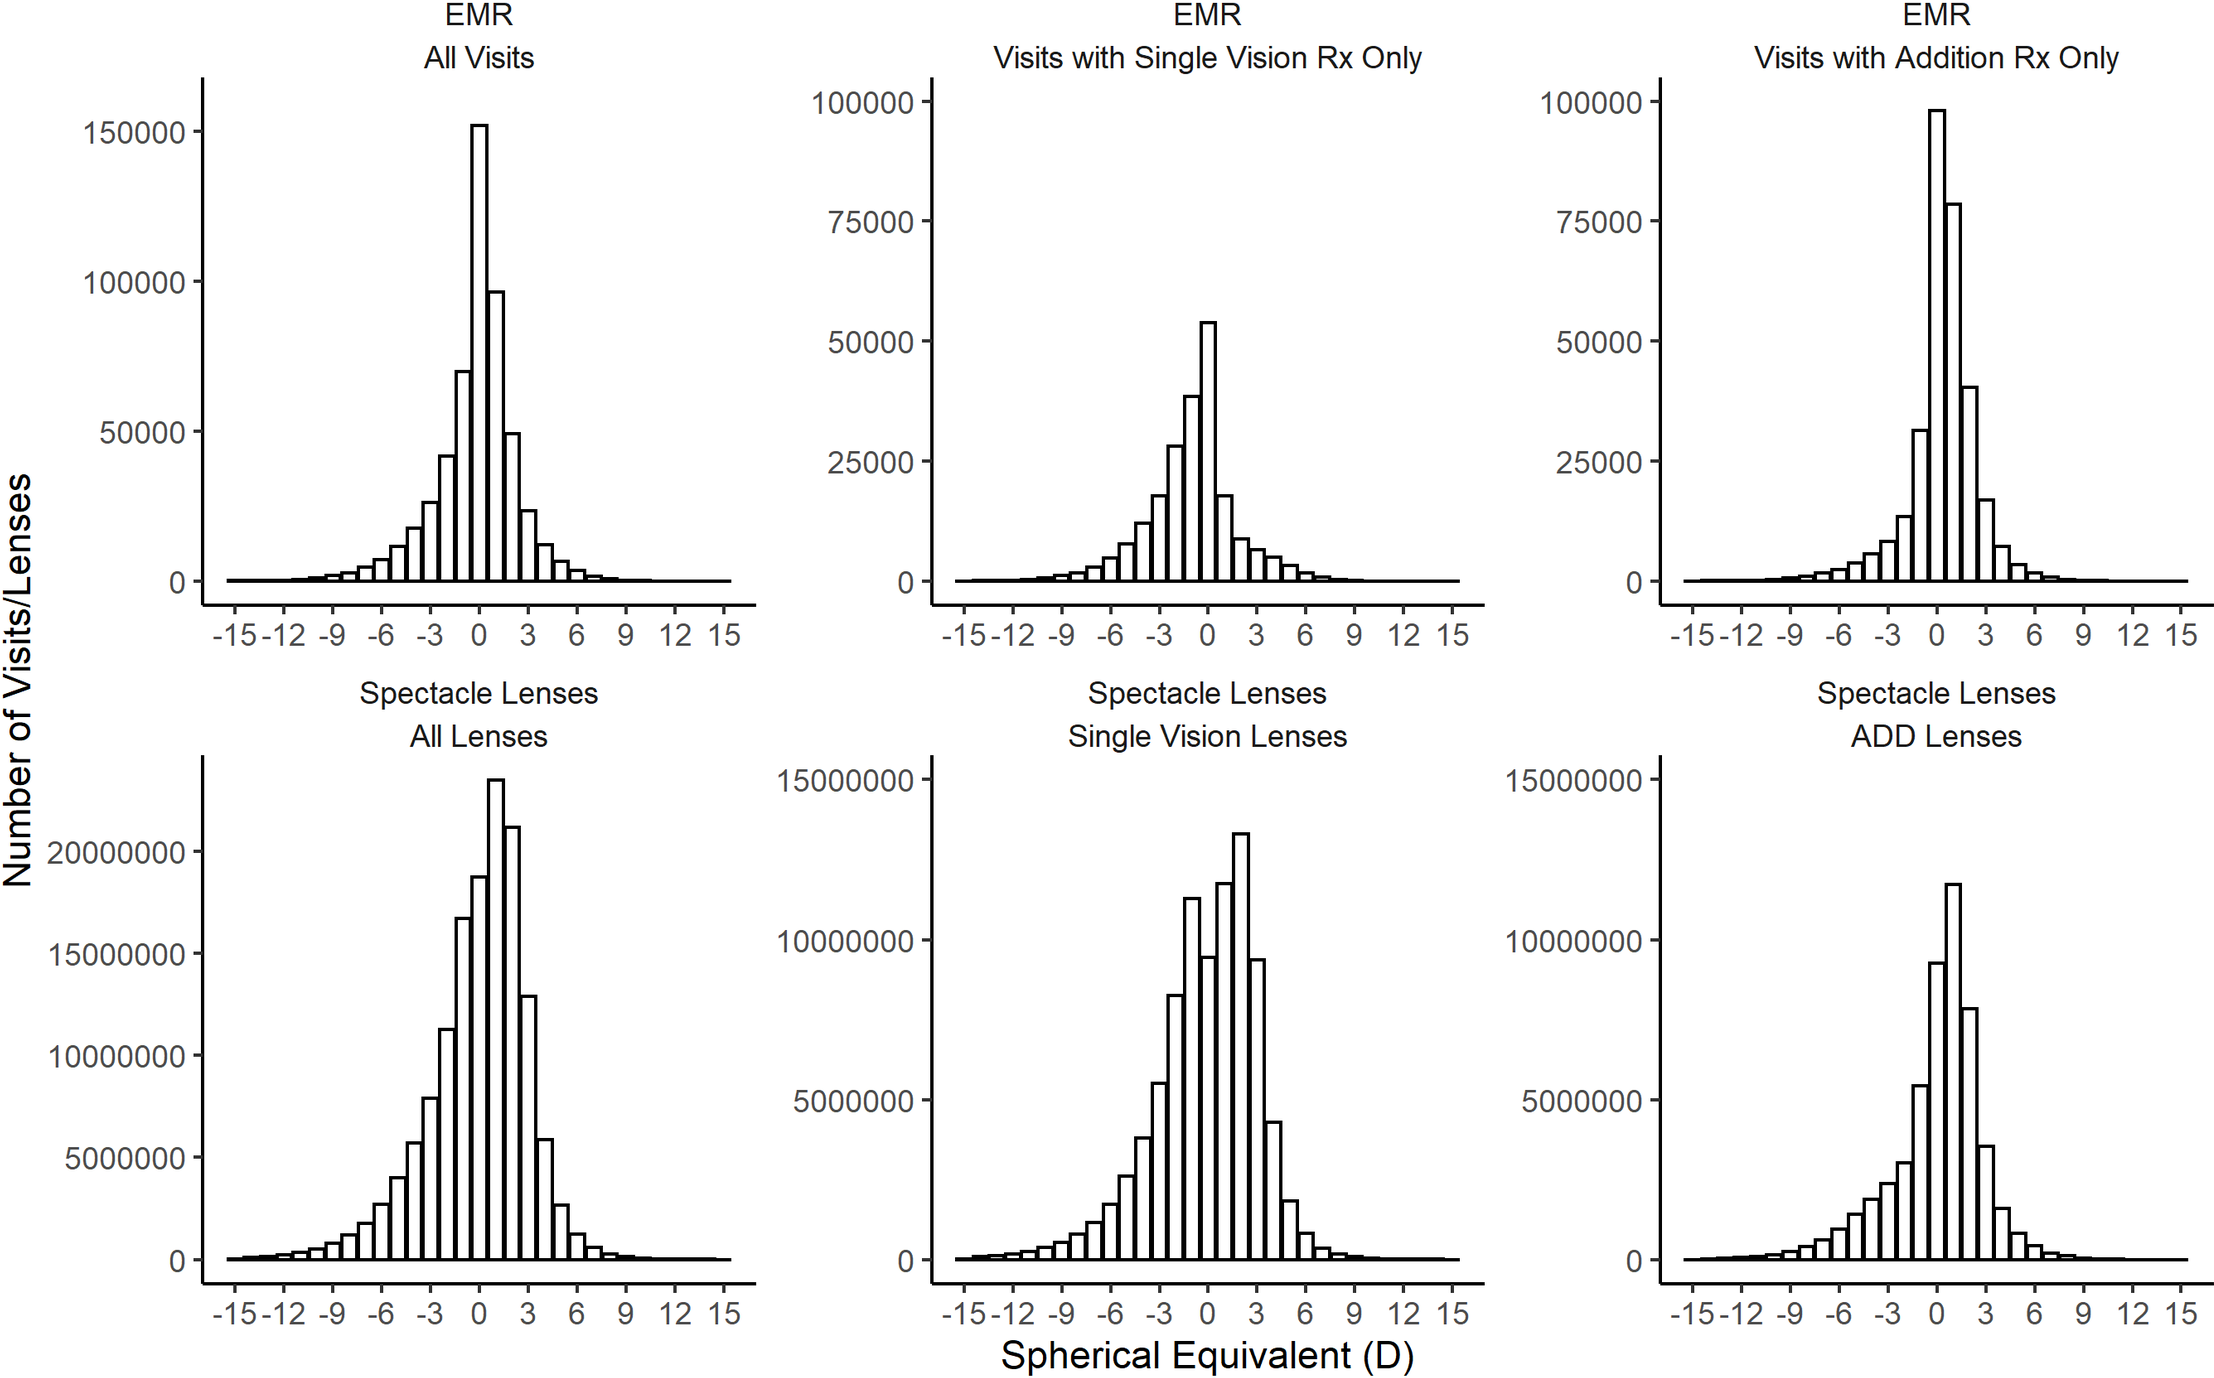 EMR
All Visits
150000
100000
50000
0
-15 -12 -9 -6 -3 0 3 6 9 12 15
EMR
Visits with Single Vision Rx Only
100000
75000
50000
25000
0
-15 -12 -9 -6 -3 0 3 6 9 12 15
EMR
Visits with Addition Rx Only
100000
75000
50000
25000
0
-15 -12 -9 -6 -3 0 3 6 9 12 15
Number of Visits/Lenses
Spectacle Lenses
All Lenses
20000000
15000000
10000000
5000000
0
-15 -12 -9 -6 -3 0 3 6 9 12 15
Spectacle Lenses
Single Vision Lenses
15000000
10000000
5000000
0
-15 -12 -9 -6 -3 0 3 6 9 12 15
Spectacle Lenses
ADD Lenses
15000000
10000000
5000000
0
-15 -12 -9 -6 -3 0 3 6 9 12 15
Spherical Equivalent (D)